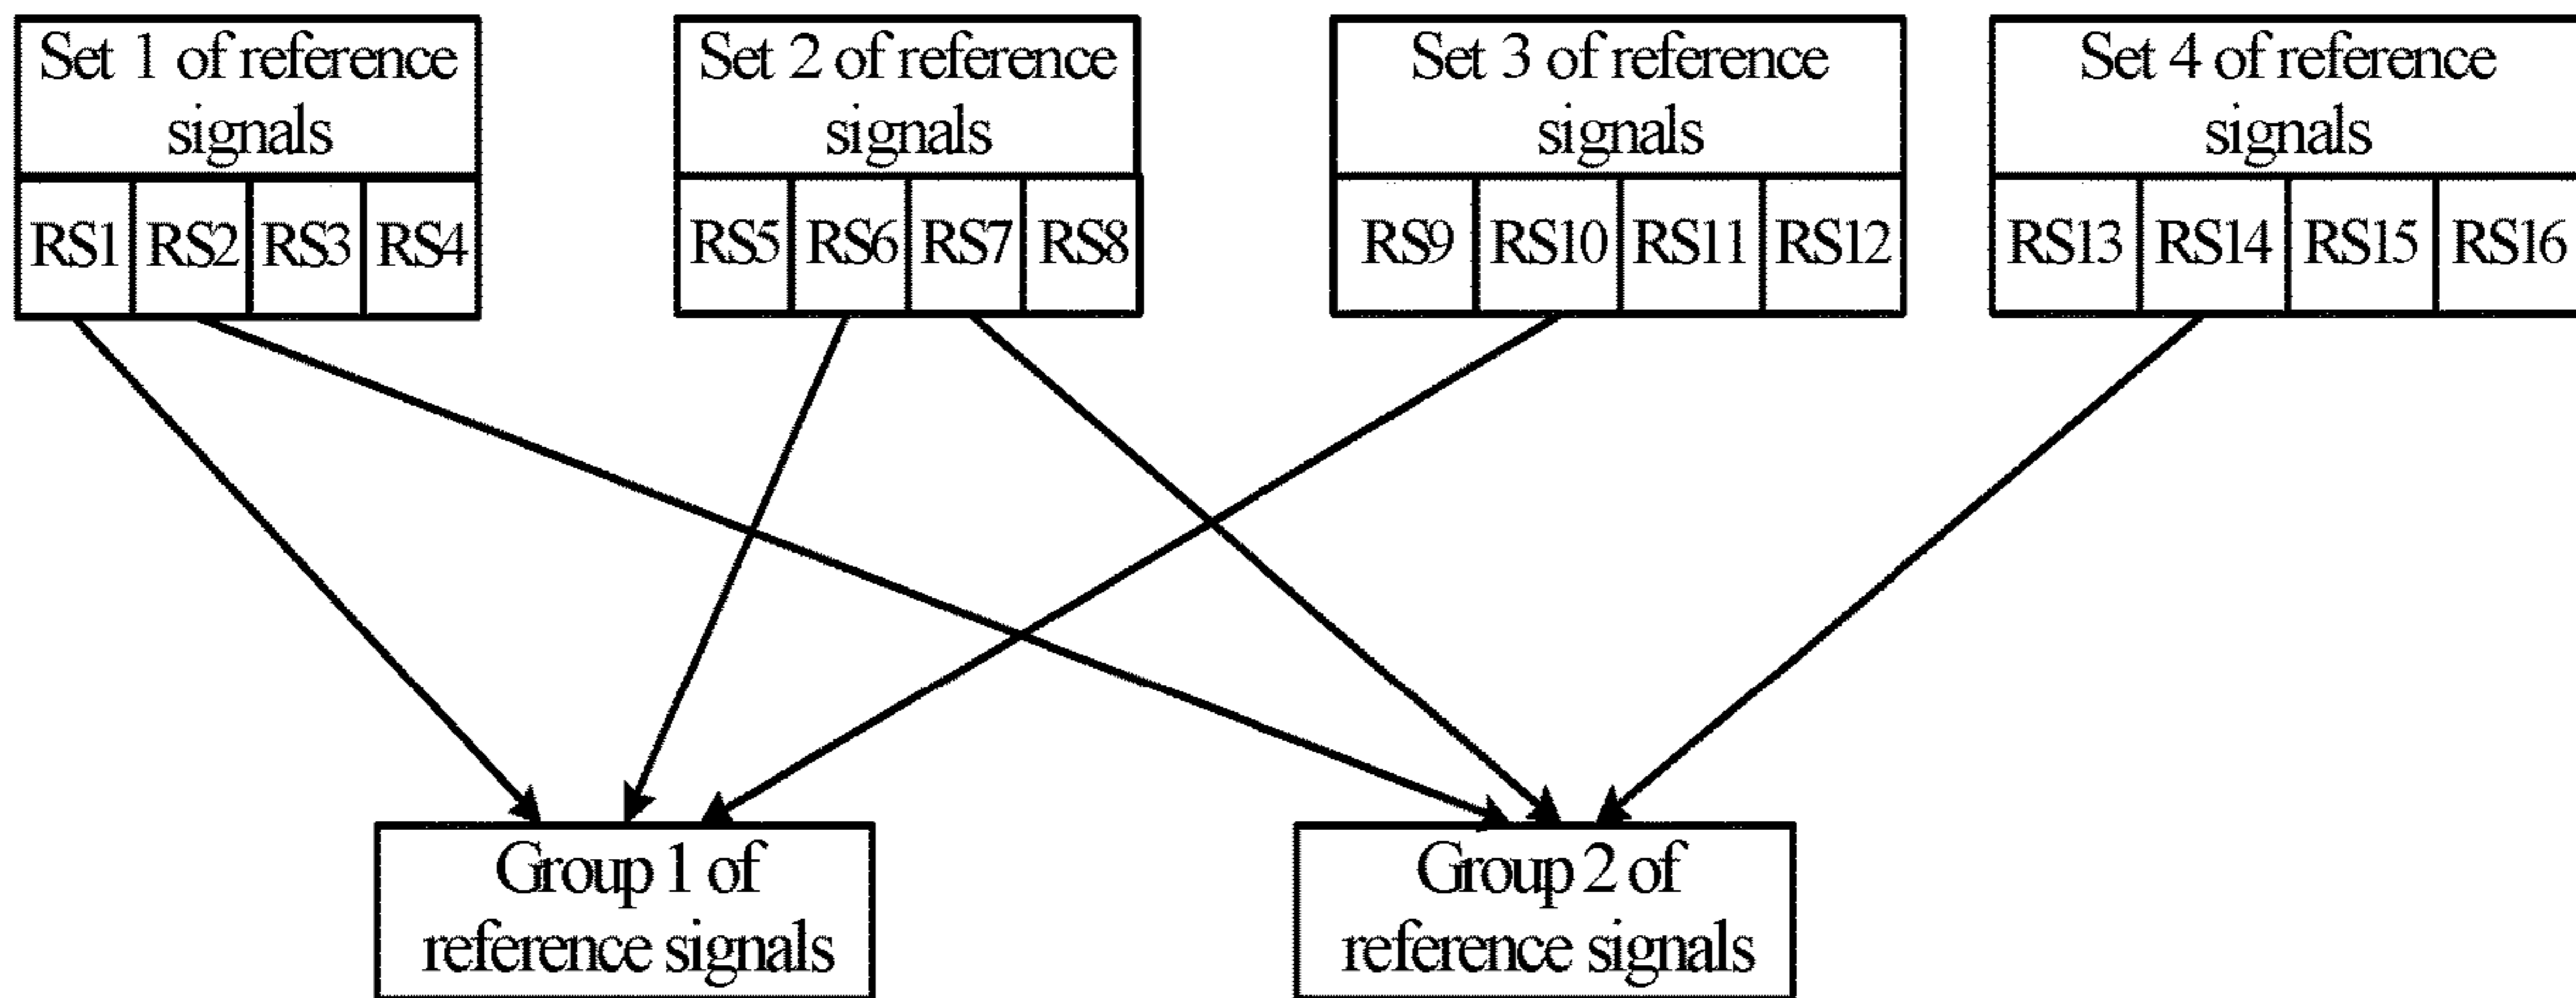 Set 1 of reference
signals
RS1 RS2 RS3 RS4
Set 2 of reference
signals
RS5 RS6 RS7 RS8
Set 3 of reference
signals
RS9 RS10 RS11 RS12
Set 4 of reference
signals
RS13 RS14 RS15 RS16
Group 1 of
reference signals
Group 2 of
reference signals